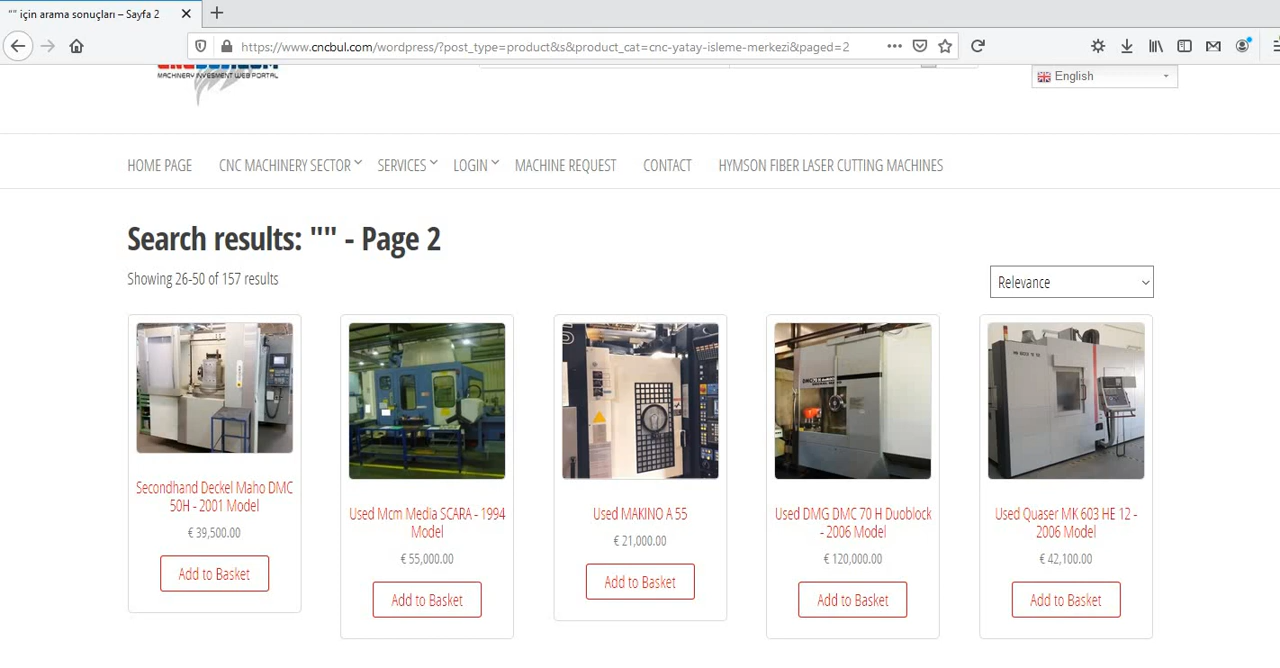 "" için arama sonuçları – Sayfa 2
https://www.cncbul.com/wordpress/?post_type=product&s&product_cat=cnc-yatay-isleme-merkezi&paged=2
MACHINERY INVESMENT WEB PORTAL
English
HOME PAGE
CNC MACHINERY SECTOR
SERVICES
LOGIN
MACHINE REQUEST
CONTACT
HYMSON FIBER LASER CUTTING MACHINES
Search results: "" - Page 2
Showing 26-50 of 157 results
Relevance
Secondhand Deckel Maho DMC
50H - 2001 Model
€ 39,500.00
Add to Basket
Used Mcm Media SCARA - 1994
Model
€ 55,000.00
Add to Basket
Used MAKINO A 55
€ 21,000.00
Add to Basket
Used DMG DMC 70 H Duoblock
- 2006 Model
€ 120,000.00
Add to Basket
Used Quaser MK 603 HE 12 -
2006 Model
€ 42,100.00
Add to Basket